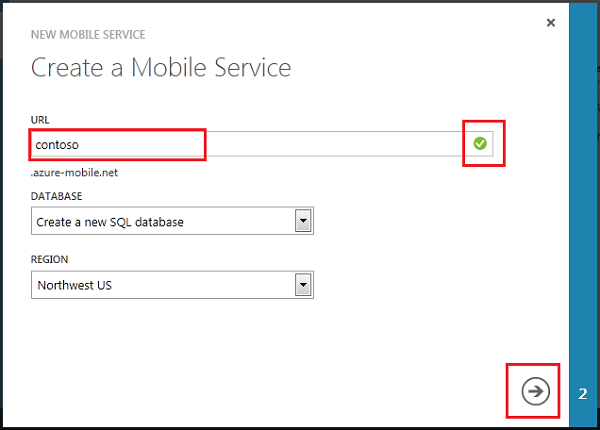 NEW MOBILE SERVICE
Create a Mobile Service
URL
contoso
.azure-mobile.net
DATABASE
Create a new SQL database
REGION
Northwest US
2